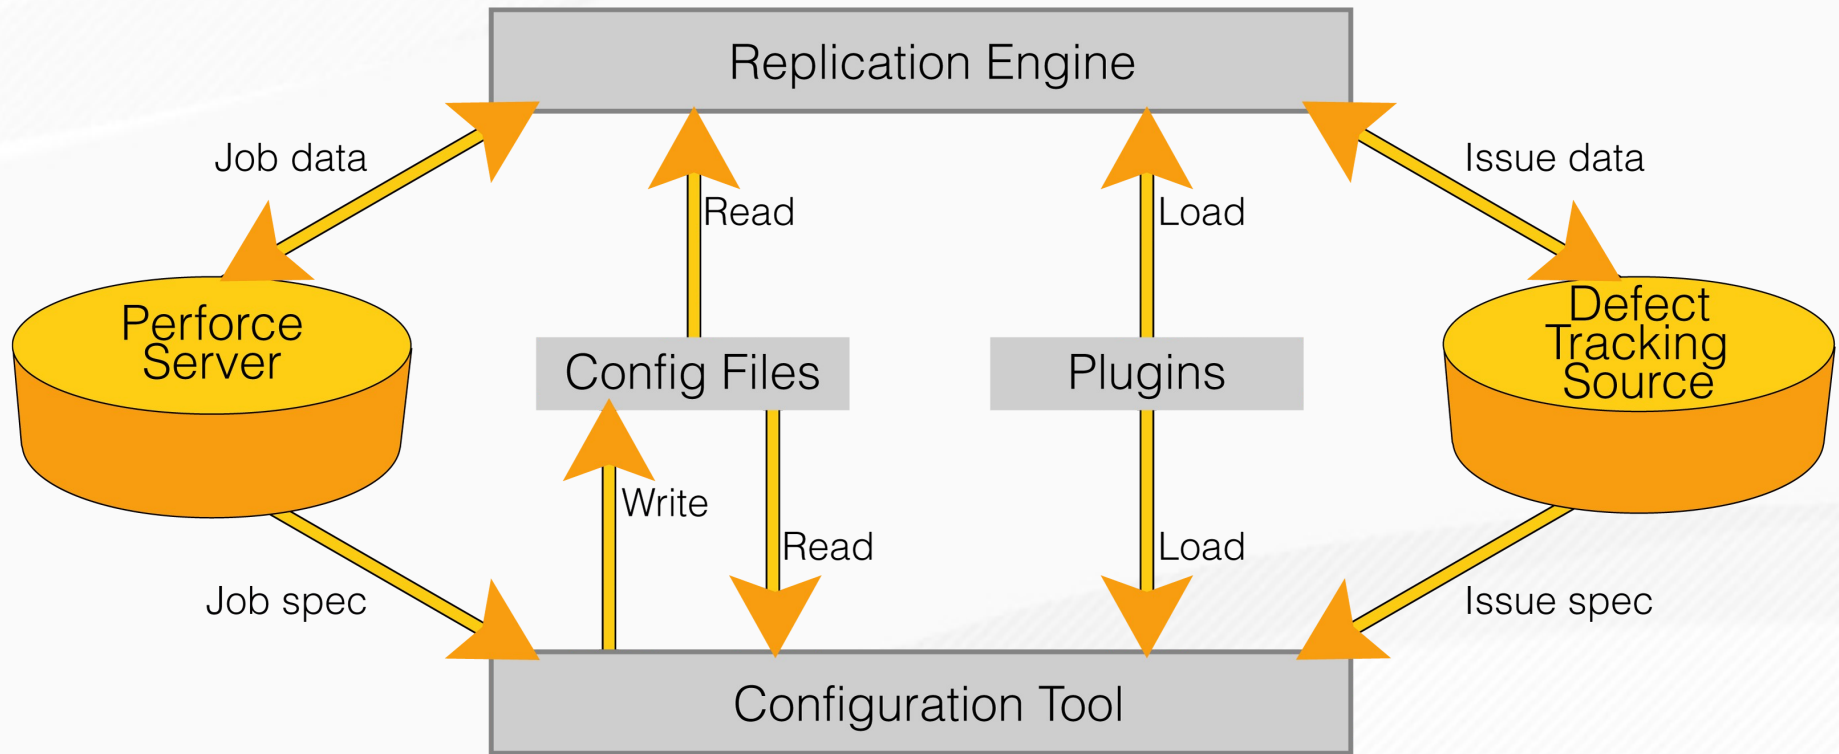 Replication Engine
Job data
Issue data
Read
Load
Perforce
Server
Defect
Tracking
Source
Config Files
Plugins
Write
Read
Load
Job spec
Issue spec
Configuration Tool